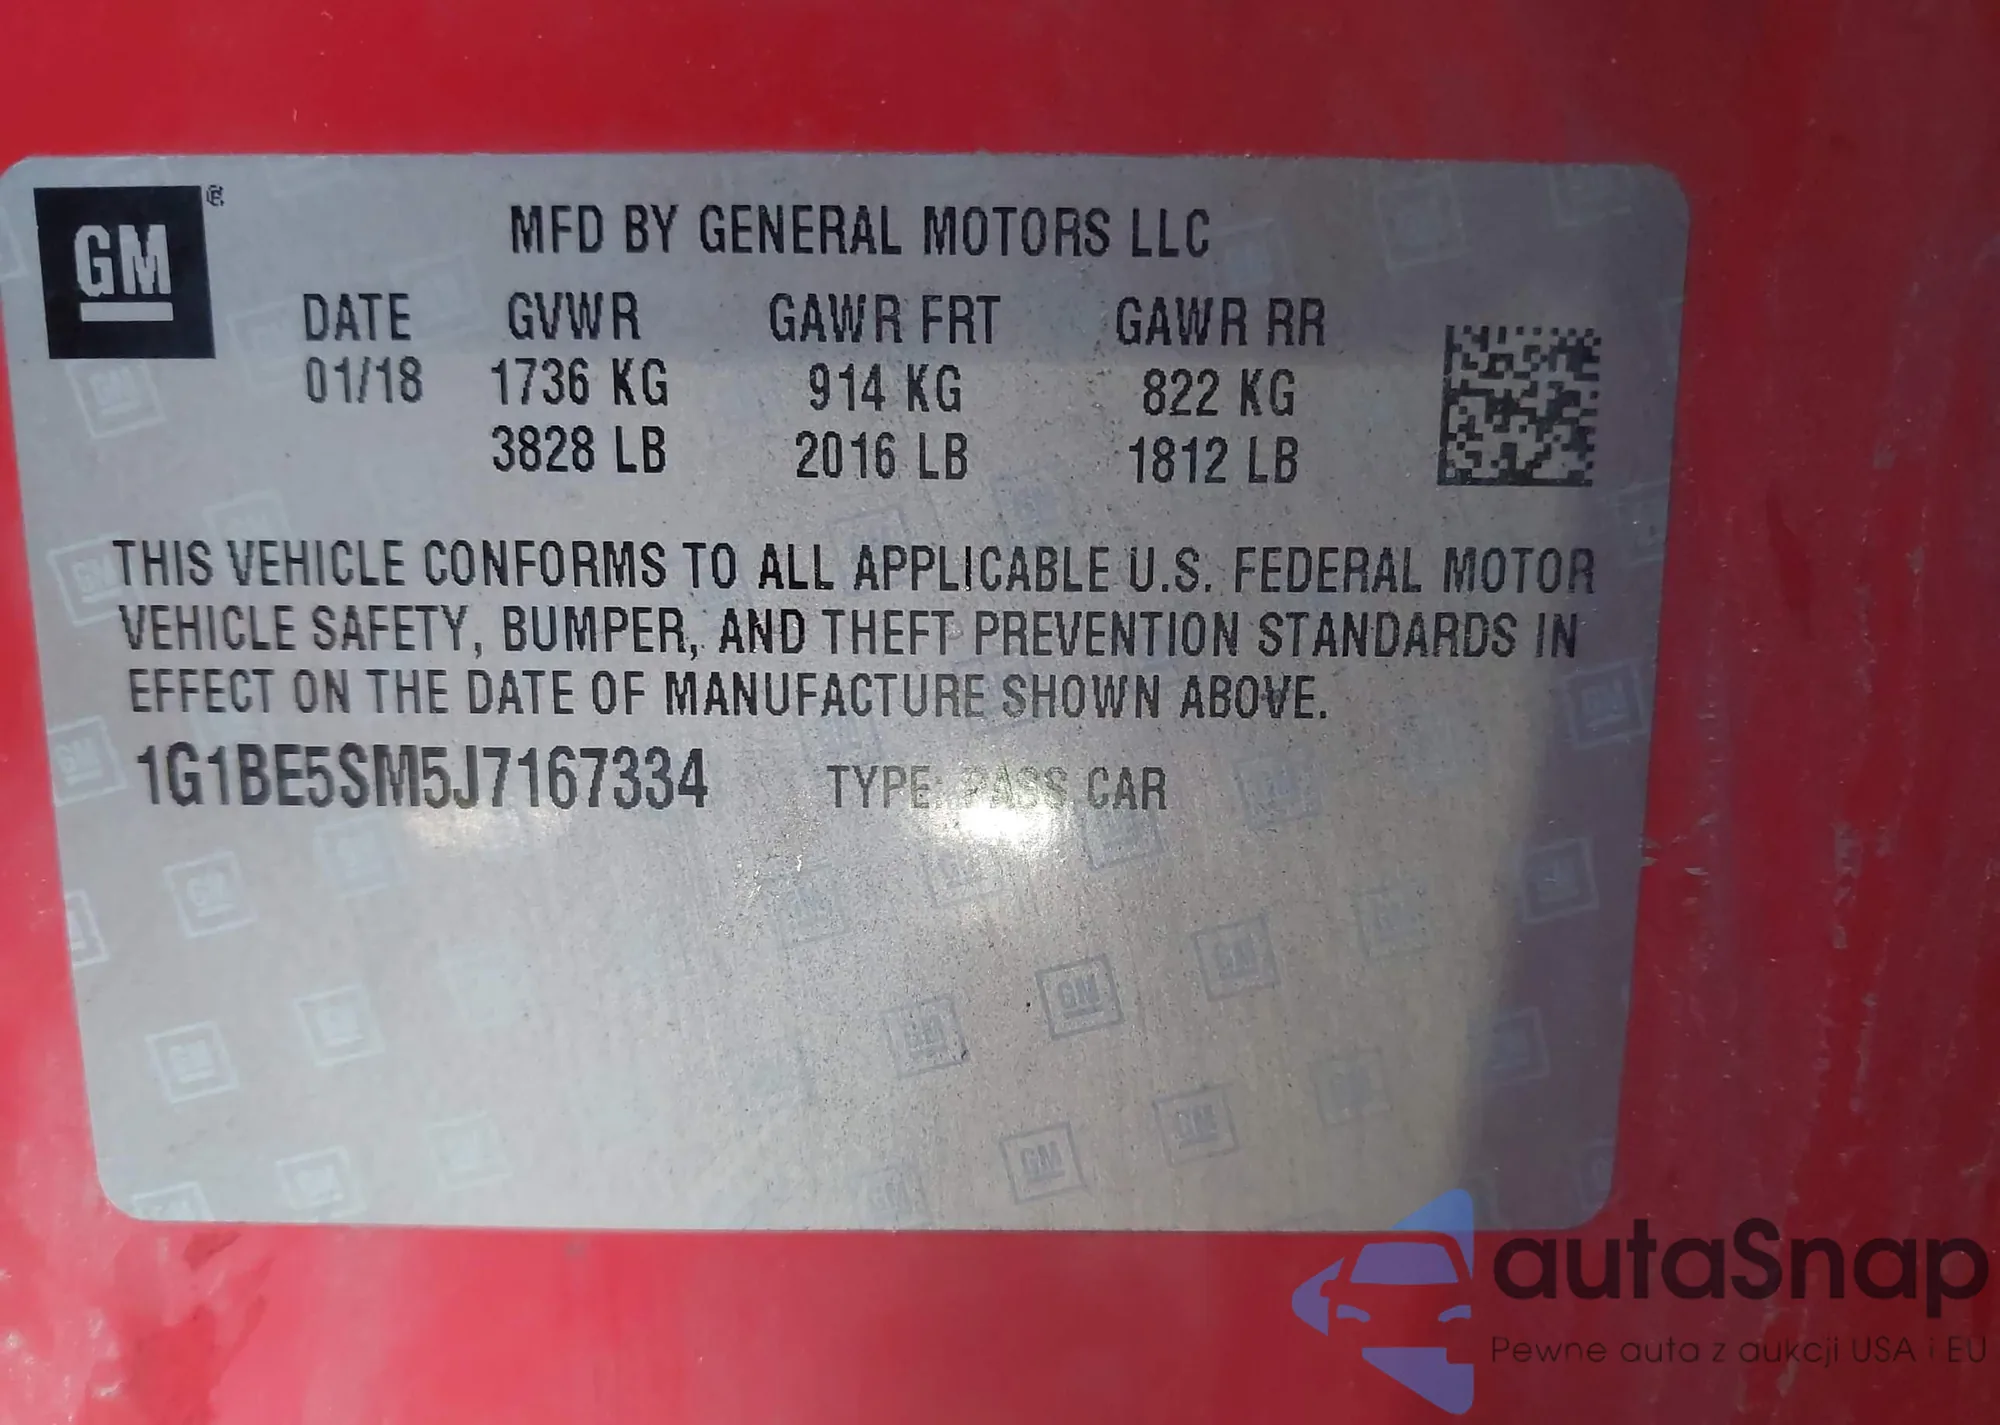 GM
MFD BY GENERAL MOTORS LLC
DATE GVWR GAWR FRT GAWR RR
01/18 1736 KG 914 KG 822 KG
3828 LB 2016 LB 1812 LB
THIS VEHICLE CONFORMS TO ALL APPLICABLE U.S. FEDERAL MOTOR
VEHICLE SAFETY, BUMPER, AND THEFT PREVENTION STANDARDS IN
EFFECT ON THE DATE OF MANUFACTURE SHOWN ABOVE.
1G1BE5SM5J7167334 TYPE: PASS CAR
autaSnap
Pewne auta z aukcji USA i EU